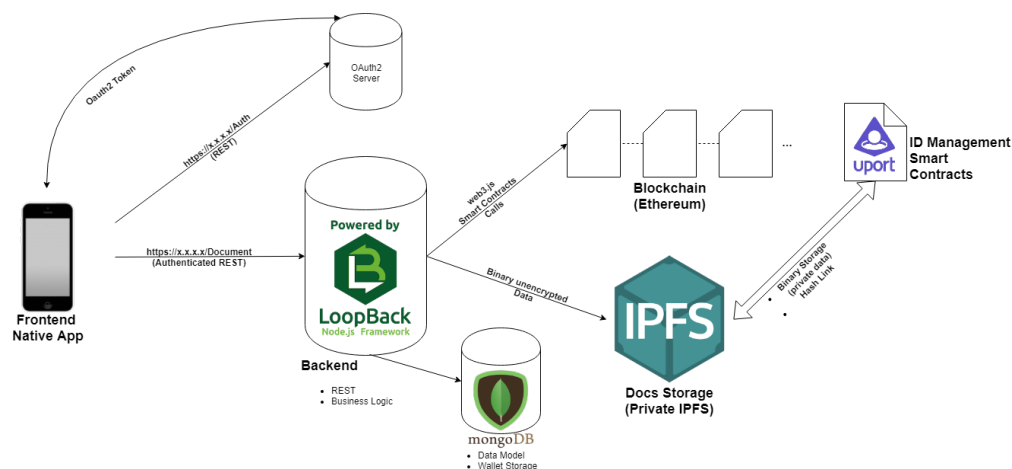 OAuth2
Server
Oauth2 Token
https://x.x.x.x/Auth
(REST)
web3.js
Smart Contracts
Calls
Blockchain
(Ethereum)
...
uport
ID Management
Smart
Contracts
Powered by
LB
LoopBack
Node.js Framework
https://x.x.x.x/Document
(Authenticated REST)
Frontend
Native App
Binary unencrypted
Data
Binary Storage
(private data)
Hash Link
IPFS
Docs Storage
(Private IPFS)
Backend
• REST
• Business Logic
mongoDB
• Data Model
• Wallet Storage